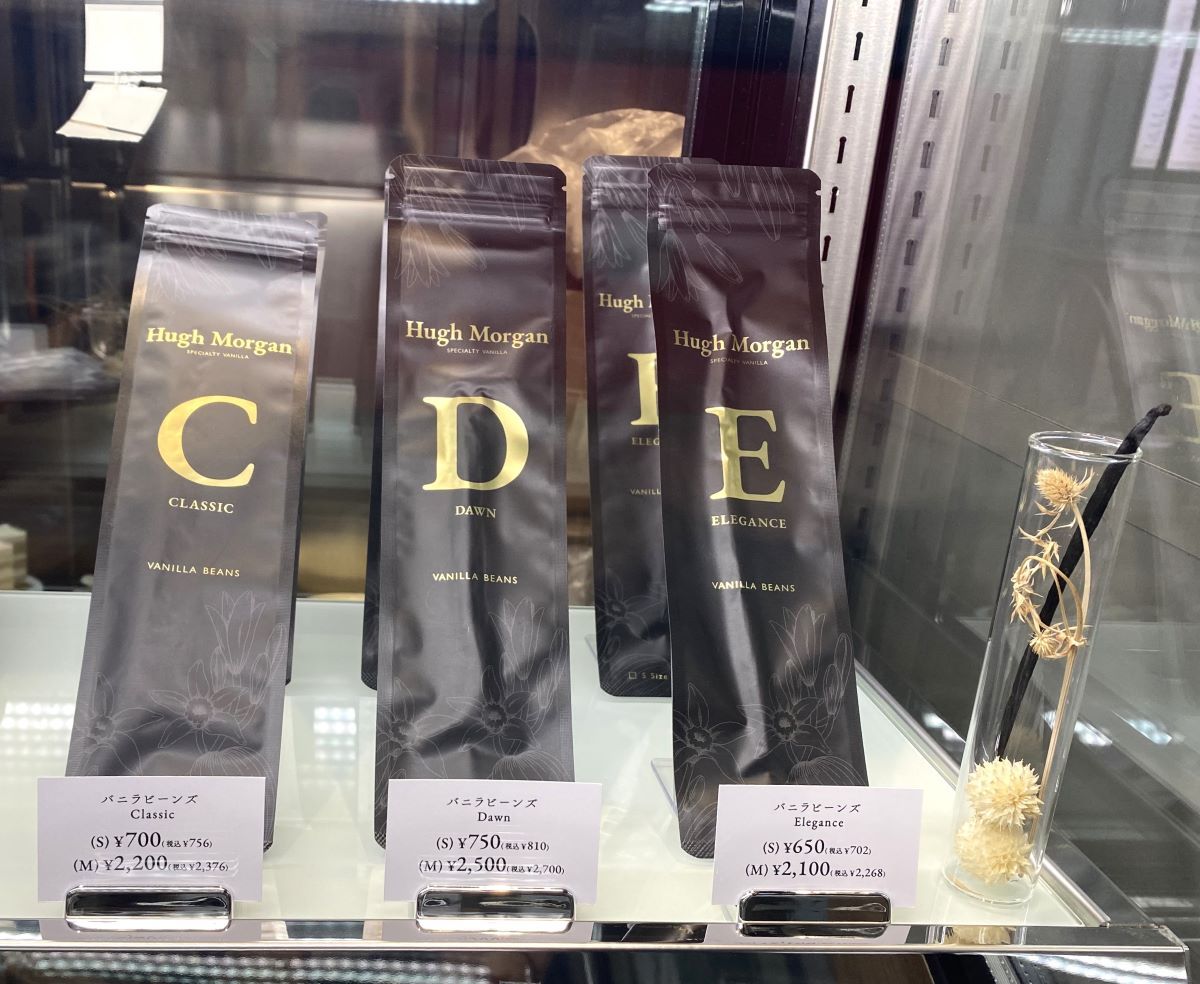 Hugh Morgan
SPECIALTY VANILLA
C
CLASSIC
VANILLA BEANS
Hugh Morgan
SPECIALTY VANILLA
D
DAWN
VANILLA BEANS
Hugh
S Size
Hugh Morgan
SPECIALTY VANILLA
E
ELEGANCE
VANILLA BEANS
バニラビーンズ
Classic
(S) ¥700(税込¥756)
(M) ¥2,200(税込¥2,376)
バニラビーンズ
Dawn
(S) ¥750(税込¥810)
(M) ¥2,500(税込¥2,700)
バニラビーンズ
Elegance
(S) ¥650(税込¥702)
(M) ¥2,100(税込¥2,268)